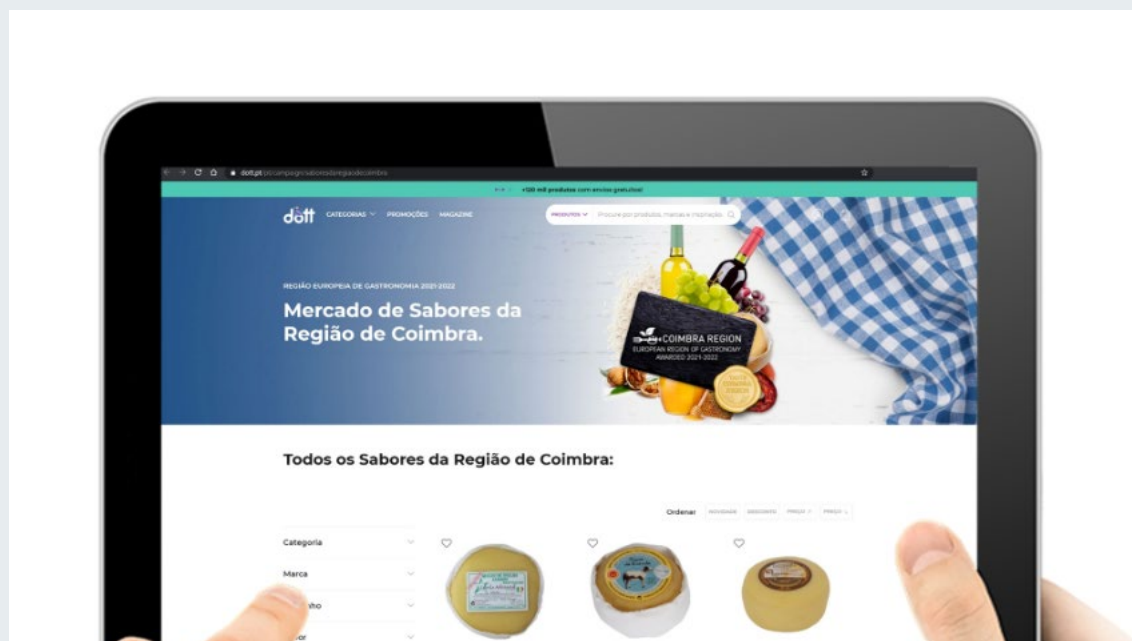 dott.pt/pt/campaign/saboresdaregiaodecoimbra
+120 mil produtos com envios gratuitos!
dott CATEGORIAS PROMOÇÕES MAGAZINE
PRODUTOS Procure por produtos, marcas e inspiração
REGIÃO EUROPEIA DE GASTRONOMIA 2021-2022
Mercado de Sabores da
Região de Coimbra.
COIMBRA REGION
EUROPEAN REGION OF GASTRONOMY
AWARDED 2021-2022
Todos os Sabores da Região de Coimbra:
Ordenar NOVIDADE DESCONTO PREÇO PREÇO
Categoria
Marca